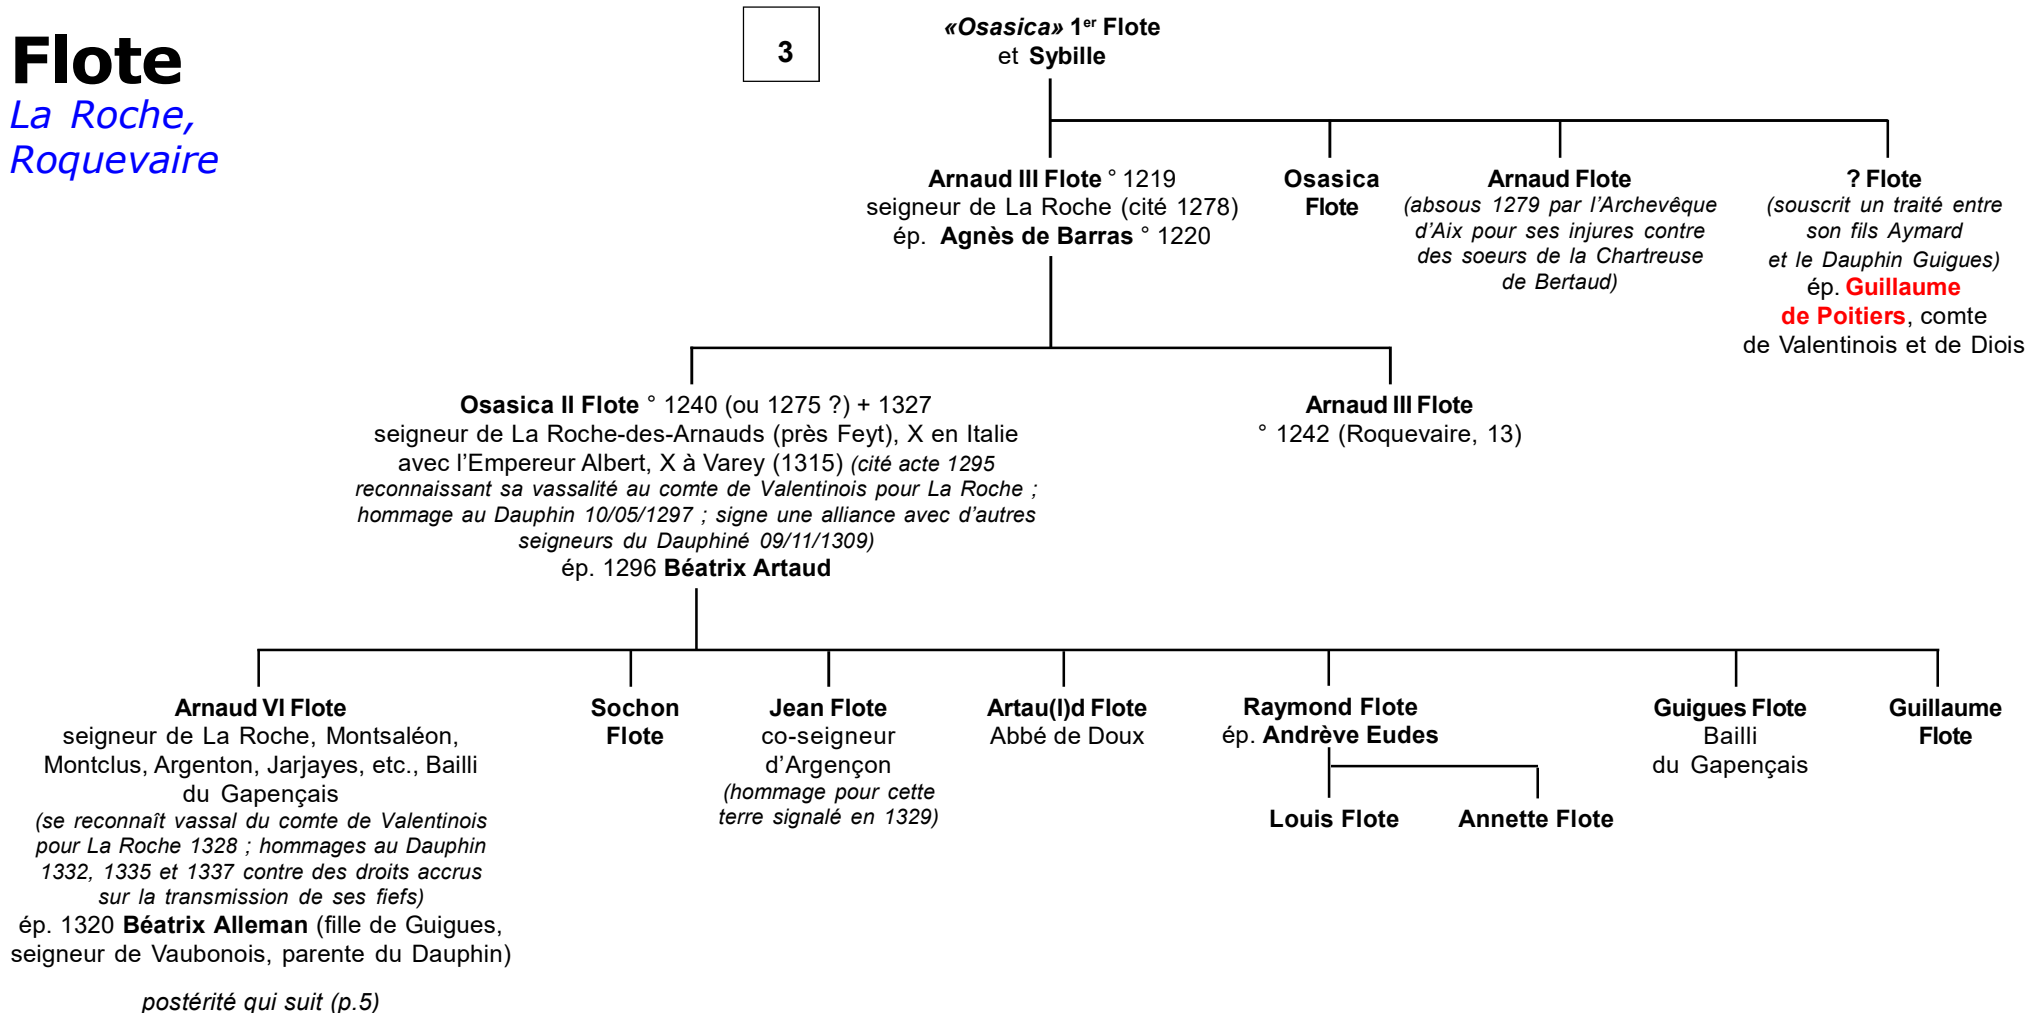 Flote
La Roche,
Roquevaire
3
«Osasica» 1er Flote
et Sybille
Arnaud III Flote ° 1219
seigneur de La Roche (cité 1278)
ép. Agnès de Barras ° 1220
Osasica
Flote
Arnaud Flote
(absous 1279 par l'Archevêque
d'Aix pour ses injures contre
des soeurs de la Chartreuse
de Bertaud)
? Flote
(souscrit un traité entre
son fils Aymard
et le Dauphin Guigues)
ép. Guillaume
de Poitiers, comte
de Valentinois et de Diois
Osasica II Flote ° 1240 (ou 1275 ?) + 1327
seigneur de La Roche-des-Arnauds (près Feyt), X en Italie
avec l'Empereur Albert, X à Varey (1315) (cité acte 1295
reconnaissant sa vassalité au comte de Valentinois pour La Roche ;
hommage au Dauphin 10/05/1297 ; signe une alliance avec d'autres
seigneurs du Dauphiné 09/11/1309)
ép. 1296 Béatrix Artaud
Arnaud III Flote
° 1242 (Roquevaire, 13)
Arnaud VI Flote
seigneur de La Roche, Montsaléon,
Montclus, Argenton, Jarjayes, etc., Bailli
du Gapençais
(se reconnaît vassal du comte de Valentinois
pour La Roche 1328 ; hommages au Dauphin
1332, 1335 et 1337 contre des droits accrus
sur la transmission de ses fiefs)
ép. 1320 Béatrix Alleman (fille de Guigues,
seigneur de Vaubonois, parente du Dauphin)
postérité qui suit (p.5)
Sochon
Flote
Jean Flote
co-seigneur
d'Argençon
(hommage pour cette
terre signalé en 1329)
Artau(l)d Flote
Abbé de Doux
Raymond Flote
ép. Andrève Eudes
Louis Flote
Annette Flote
Guigues Flote
Bailli
du Gapençais
Guillaume
Flote